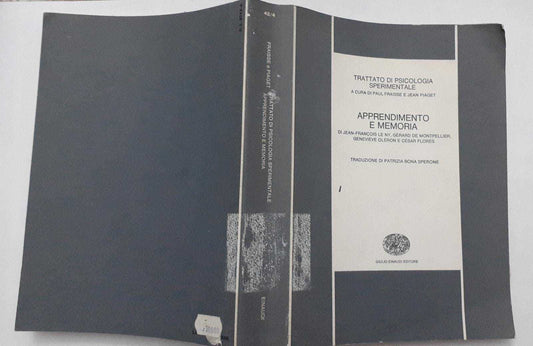 FRAISSE e PIAGET TRATTATO DI PSICOLOGIA SPERIMENTALE
APPRENDIMENTO E MEMORIA
EINAUDI
TRATTATO DI PSICOLOGIA
SPERIMENTALE
A CURA DI PAUL FRAISSE E JEAN PIAGET
APPRENDIMENTO
E MEMORIA
DI JEAN-FRANÇOIS LE NY, GÉRARD DE MONTPELLIER,
GENEVIÈVE OLÉRON E CÉSAR FLORÈS
TRADUZIONE DI PATRIZIA BONA SPERONE
GIULIO EINAUDI EDITORE